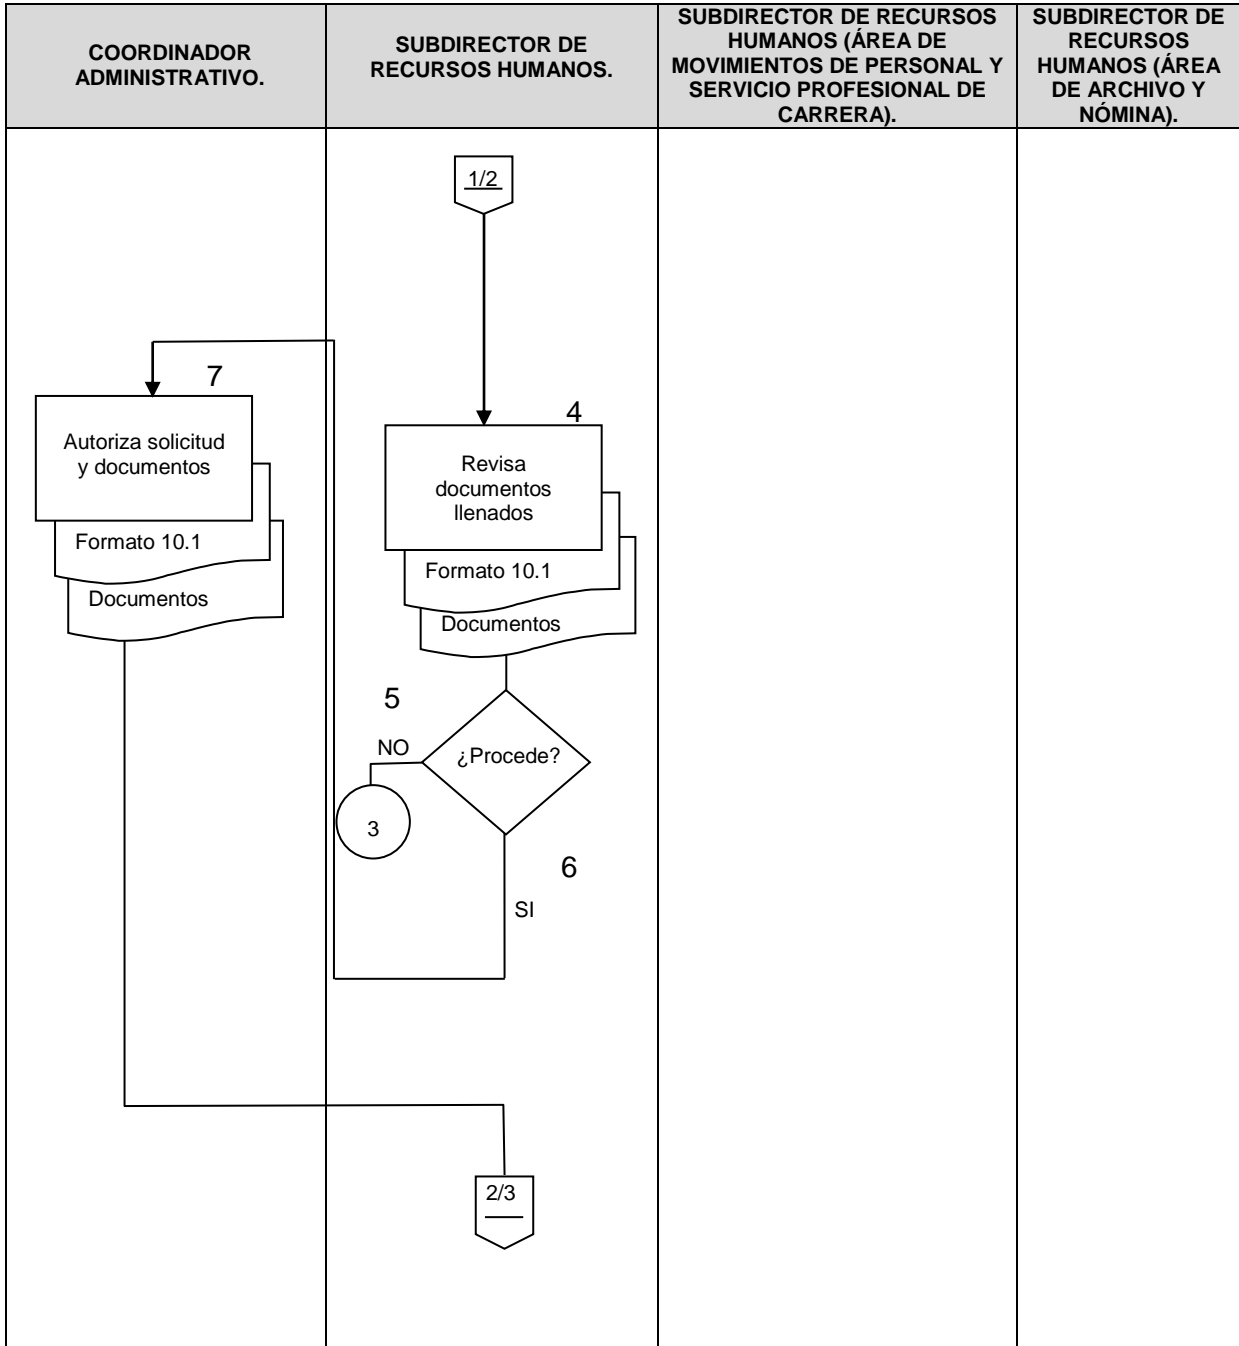 COORDINADOR
ADMINISTRATIVO.
SUBDIRECTOR DE
RECURSOS HUMANOS.
SUBDIRECTOR DE RECURSOS
HUMANOS (ÁREA DE
MOVIMIENTOS DE PERSONAL Y
SERVICIO PROFESIONAL DE
CARRERA).
SUBDIRECTOR DE
RECURSOS
HUMANOS (ÁREA
DE ARCHIVO Y
NÓMINA).
1/2
7
Autoriza solicitud
y documentos
Formato 10.1
Documentos
4
Revisa
documentos
llenados
Formato 10.1
Documentos
5
NO
¿Procede?
3
6
SI
2/3